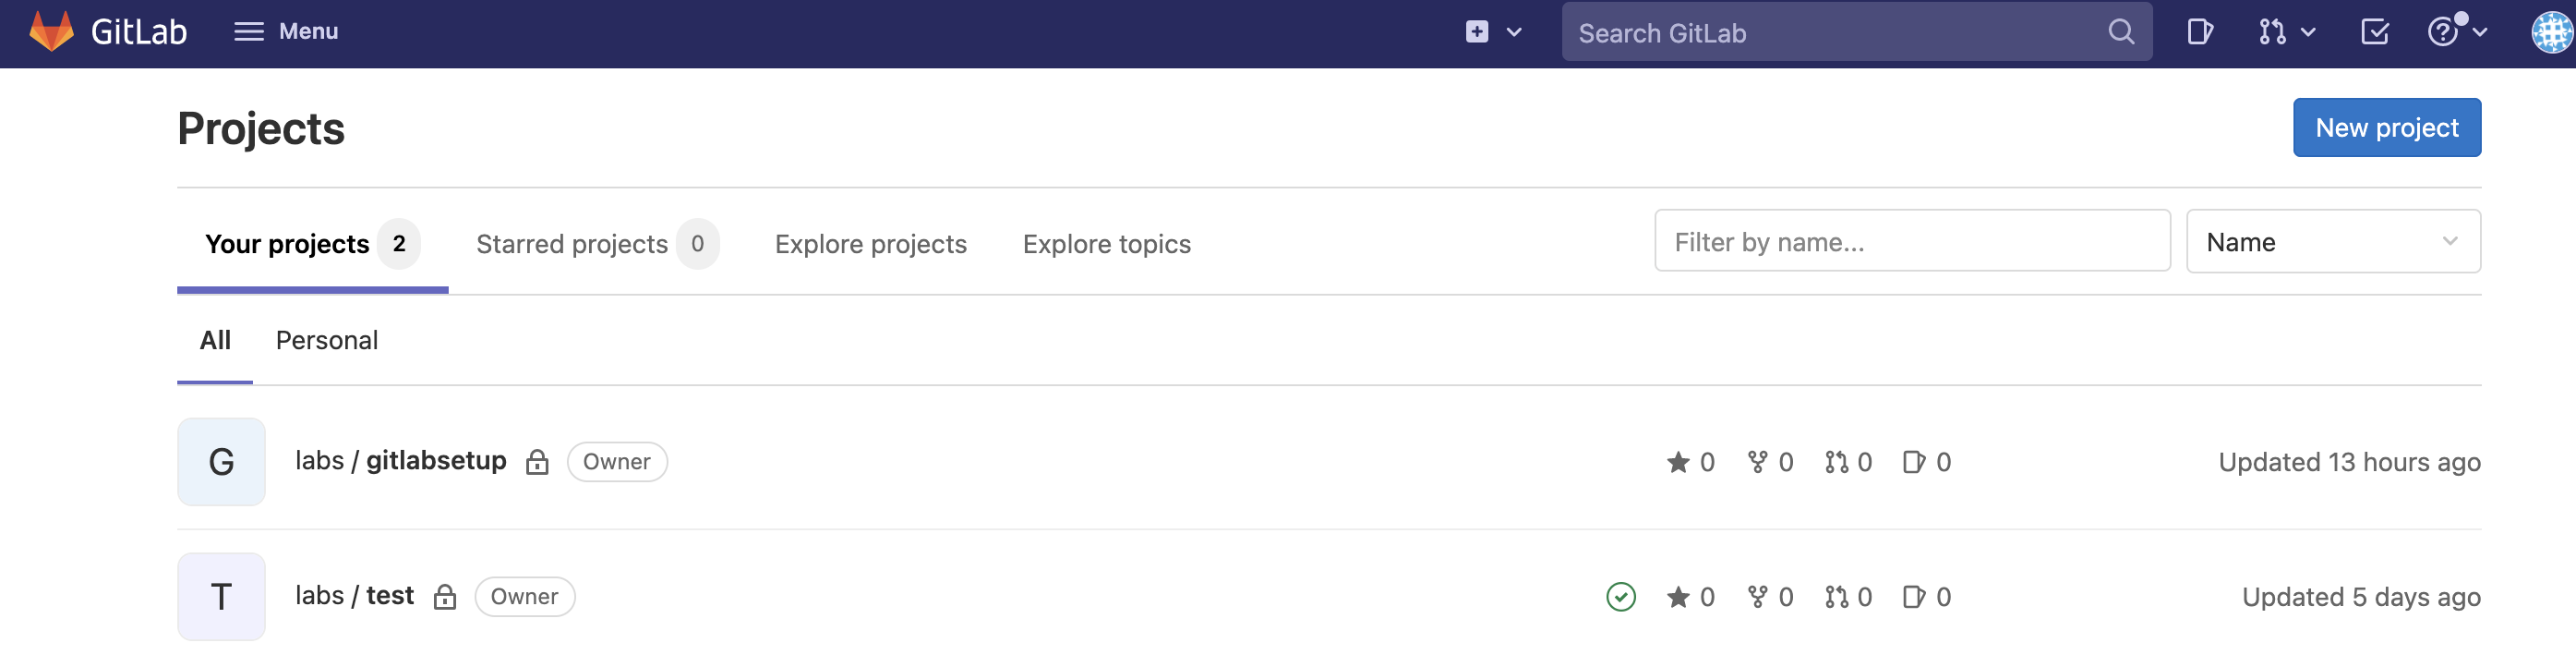 GitLab Menu Search GitLab
Projects New project
Your projects 2 Starred projects 0 Explore projects Explore topics Filter by name... Name
All Personal
G labs / gitlabsetup Owner 0 0 0 0 Updated 13 hours ago
T labs / test Owner 0 0 0 0 Updated 5 days ago